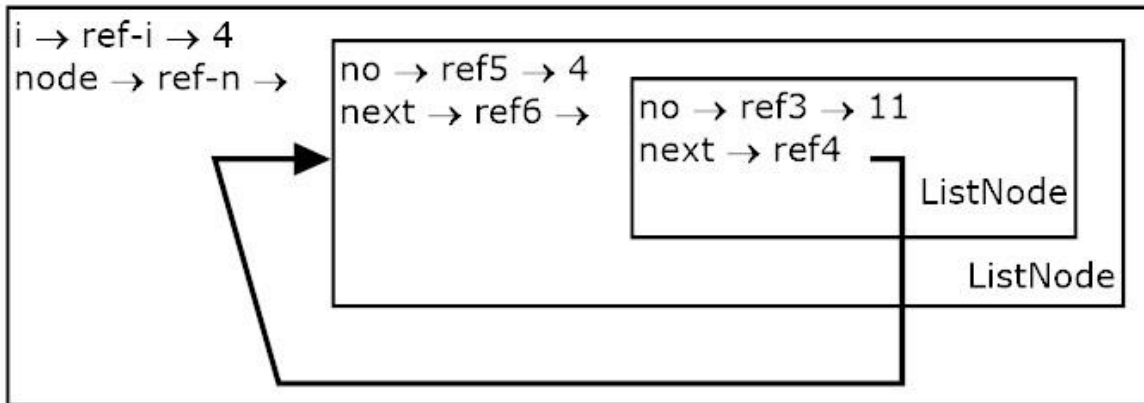 i → ref-i → 4
node → ref-n →
no → ref5 → 4
next → ref6 →
no → ref3 → 11
next → ref4
ListNode
ListNode